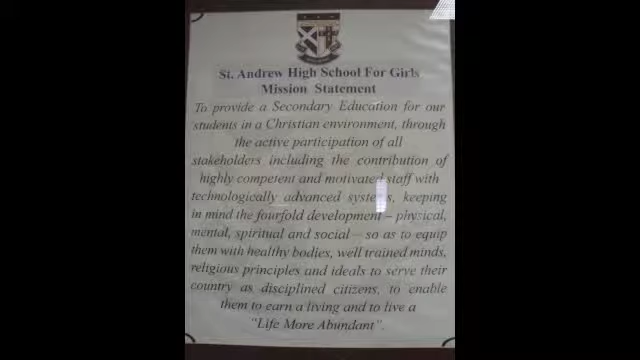 St. Andrew High School For Girls
Mission Statement
To provide a Secondary Education for our
students in a Christian environment, through
the active participation of all
stakeholders including the contribution of
highly competent and motivated staff with
technologically advanced systems, keeping
in mind the fourfold development – physical,
mental, spiritual and social – so as to equip
them with healthy bodies, well trained minds,
religious principles and ideals to serve their
country as disciplined citizens, to enable
them to earn a living and to live a
"Life More Abundant".